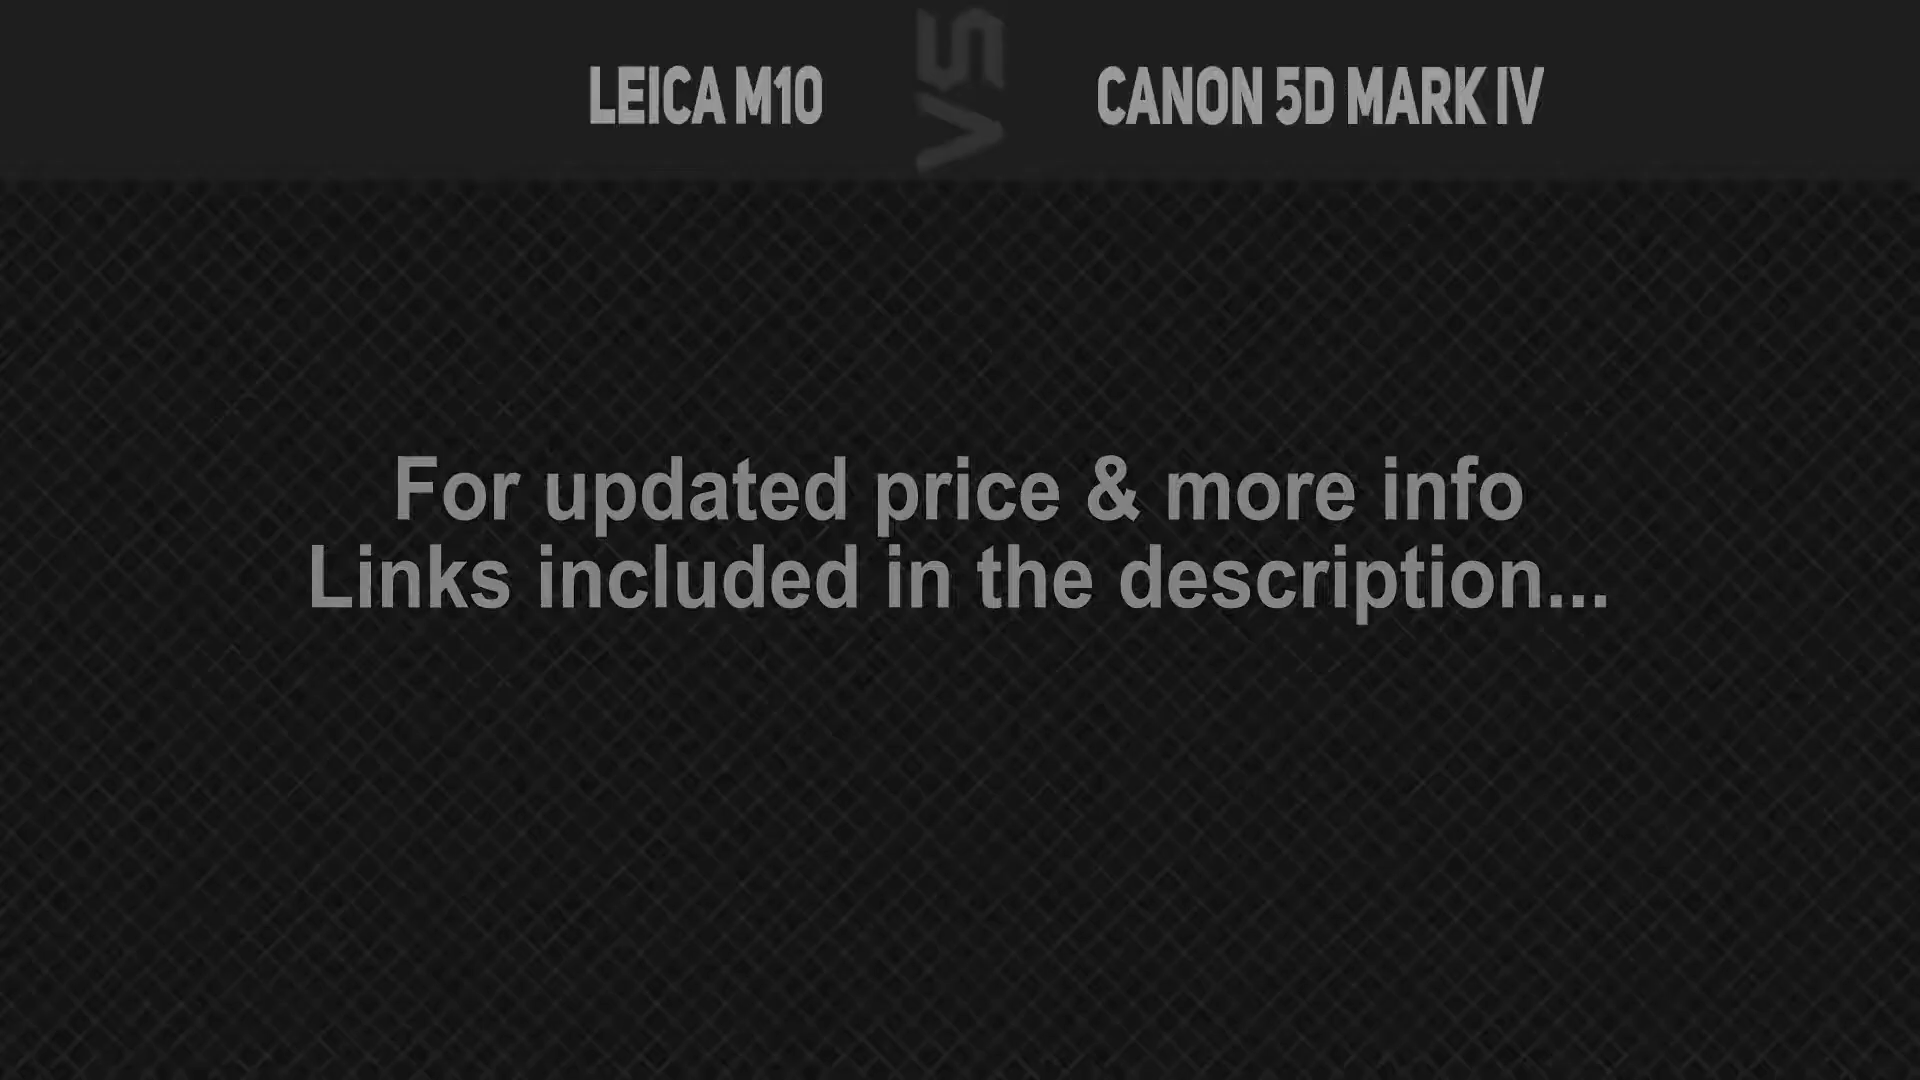 LEICA M10 VS CANON 5D MARK IV
For updated price & more info
Links included in the description...